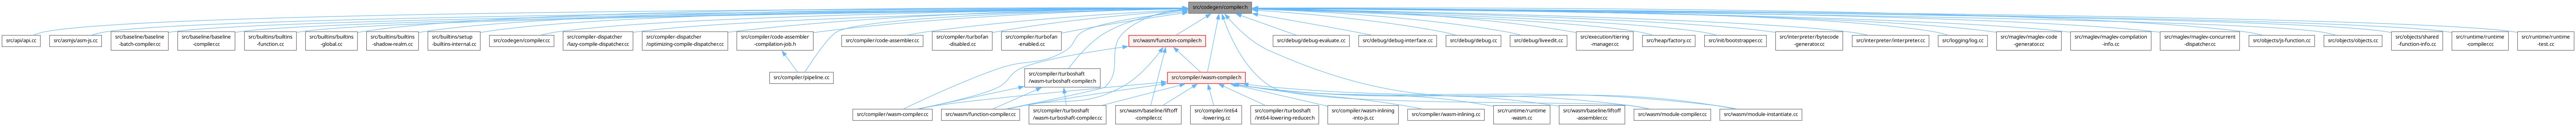 src/codegen/compiler.h
src/api/api.cc
src/asmjs/asm-js.cc
src/baseline/baseline
-batch-compiler.cc
src/baseline/baseline
-compiler.cc
src/builtins/builtins
-function.cc
src/builtins/builtins
-global.cc
src/builtins/builtins
-shadow-realm.cc
src/builtins/setup
-builtins-internal.cc
src/codegen/compiler.cc
src/compiler-dispatcher
/lazy-compile-dispatcher.cc
src/compiler-dispatcher
/optimizing-compile-dispatcher.cc
src/compiler/code-assembler
-compilation-job.h
src/compiler/code-assembler.cc
src/compiler/turbofan
-disabled.cc
src/compiler/turbofan
-enabled.cc
src/wasm/function-compiler.h
src/debug/debug-evaluate.cc
src/debug/debug-interface.cc
src/debug/debug.cc
src/debug/liveedit.cc
src/execution/tiering
-manager.cc
src/heap/factory.cc
src/init/bootstrapper.cc
src/interpreter/bytecode
-generator.cc
src/interpreter/interpreter.cc
src/logging/log.cc
src/maglev/maglev-code
-generator.cc
src/maglev/maglev-compilation
-info.cc
src/maglev/maglev-concurrent
-dispatcher.cc
src/objects/js-function.cc
src/objects/objects.cc
src/objects/shared
-function-info.cc
src/runtime/runtime
-compiler.cc
src/runtime/runtime
-test.cc
src/compiler/pipeline.cc
src/compiler/turboshaft
/wasm-turboshaft-compiler.h
src/compiler/wasm-compiler.h
src/compiler/wasm-compiler.cc
src/wasm/function-compiler.cc
src/compiler/turboshaft
/wasm-turboshaft-compiler.cc
src/wasm/baseline/liftoff
-compiler.cc
src/compiler/int64
-lowering.cc
src/compiler/turboshaft
/int64-lowering-reducer.h
src/compiler/wasm-inlining
-into-js.cc
src/compiler/wasm-inlining.cc
src/runtime/runtime
-wasm.cc
src/wasm/baseline/liftoff
-assembler.cc
src/wasm/module-compiler.cc
src/wasm/module-instantiate.cc